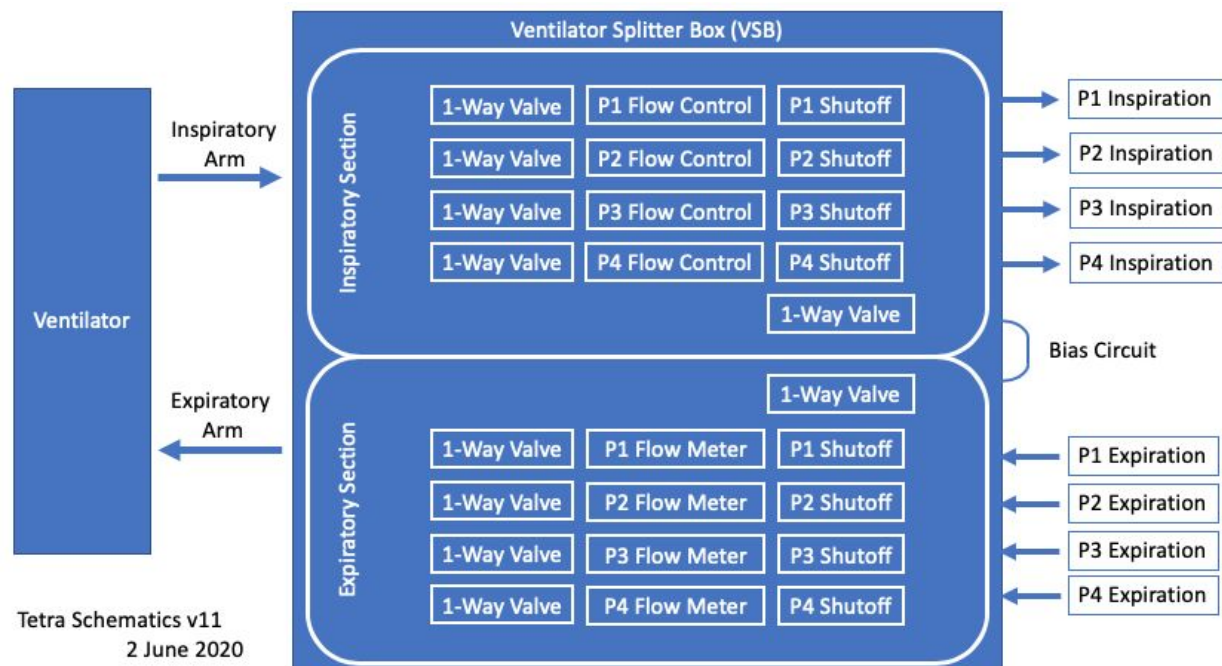 Ventilator Splitter Box (VSB)
Ventilator
Inspiratory
Arm
Expiratory
Arm
Inspiratory Section
1-Way Valve P1 Flow Control P1 Shutoff
1-Way Valve P2 Flow Control P2 Shutoff
1-Way Valve P3 Flow Control P3 Shutoff
1-Way Valve P4 Flow Control P4 Shutoff
1-Way Valve
P1 Inspiration
P2 Inspiration
P3 Inspiration
P4 Inspiration
Bias Circuit
Expiratory Section
1-Way Valve
1-Way Valve P1 Flow Meter P1 Shutoff
1-Way Valve P2 Flow Meter P2 Shutoff
1-Way Valve P3 Flow Meter P3 Shutoff
1-Way Valve P4 Flow Meter P4 Shutoff
P1 Expiration
P2 Expiration
P3 Expiration
P4 Expiration
Tetra Schematics v11
2 June 2020